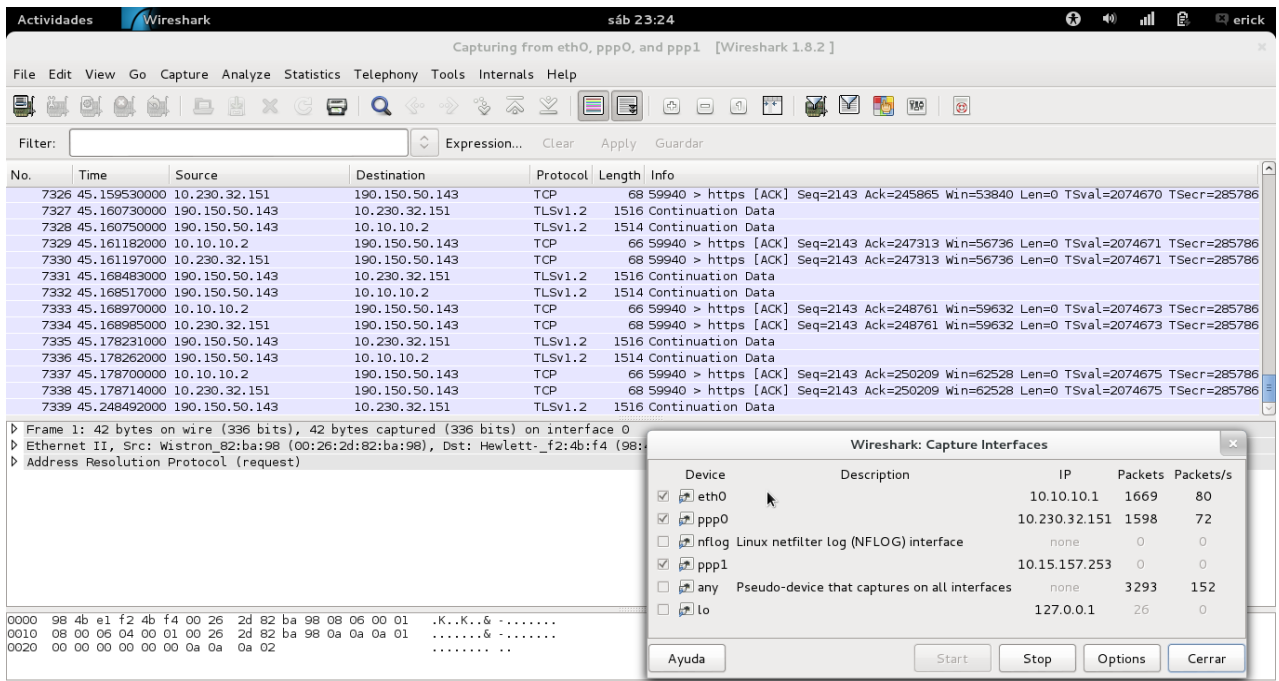 Actividades Wireshark sáb 23:24 erick
Capturing from eth0, ppp0, and ppp1 [Wireshark 1.8.2 ]
File Edit View Go Capture Analyze Statistics Telephony Tools Internals Help
Filter: Expression... Clear Apply Guardar
No. Time Source Destination Protocol Length Info
7326 45.159530000 10.230.32.151 190.150.50.143 TCP 68 59940 > https [ACK] Seq=2143 Ack=245865 Win=53840 Len=0 TSval=2074670 TSecr=285786
7327 45.160730000 190.150.50.143 10.230.32.151 TLSv1.2 1516 Continuation Data
7328 45.160750000 190.150.50.143 10.10.10.2 TLSv1.2 1514 Continuation Data
7329 45.161182000 10.10.10.2 190.150.50.143 TCP 66 59940 > https [ACK] Seq=2143 Ack=247313 Win=56736 Len=0 TSval=2074671 TSecr=285786
7330 45.161197000 10.230.32.151 190.150.50.143 TCP 68 59940 > https [ACK] Seq=2143 Ack=247313 Win=56736 Len=0 TSval=2074671 TSecr=285786
7331 45.168483000 190.150.50.143 10.230.32.151 TLSv1.2 1516 Continuation Data
7332 45.168517000 190.150.50.143 10.10.10.2 TLSv1.2 1514 Continuation Data
7333 45.168970000 10.10.10.2 190.150.50.143 TCP 66 59940 > https [ACK] Seq=2143 Ack=248761 Win=59632 Len=0 TSval=2074673 TSecr=285786
7334 45.168985000 10.230.32.151 190.150.50.143 TCP 68 59940 > https [ACK] Seq=2143 Ack=248761 Win=59632 Len=0 TSval=2074673 TSecr=285786
7335 45.178231000 190.150.50.143 10.230.32.151 TLSv1.2 1516 Continuation Data
7336 45.178262000 190.150.50.143 10.10.10.2 TLSv1.2 1514 Continuation Data
7337 45.178700000 10.10.10.2 190.150.50.143 TCP 66 59940 > https [ACK] Seq=2143 Ack=250209 Win=62528 Len=0 TSval=2074675 TSecr=285786
7338 45.178714000 10.230.32.151 190.150.50.143 TCP 68 59940 > https [ACK] Seq=2143 Ack=250209 Win=62528 Len=0 TSval=2074675 TSecr=285786
7339 45.248492000 190.150.50.143 10.230.32.151 TLSv1.2 1516 Continuation Data
Frame 1: 42 bytes on wire (336 bits), 42 bytes captured (336 bits) on interface 0
Ethernet II, Src: Wistron_82:ba:98 (00:26:2d:82:ba:98), Dst: Hewlett-_f2:4b:f4 (98:4
Address Resolution Protocol (request)
Wireshark: Capture Interfaces
Device Description IP Packets Packets/s
eth0 10.10.10.1 1669 80
ppp0 10.230.32.151 1598 72
nflog Linux netfilter log (NFLOG) interface none 0 0
ppp1 10.15.157.253 0 0
any Pseudo-device that captures on all interfaces none 3293 152
lo 127.0.0.1 26 0
Ayuda Start Stop Options Cerrar
0000 98 4b e1 f2 4b f4 00 26 2d 82 ba 98 08 06 00 01 .K..K..& -.......
0010 08 00 06 04 00 01 00 26 2d 82 ba 98 0a 0a 0a 01 .......& -.......
0020 00 00 00 00 00 00 0a 0a 0a 02 ........ ..